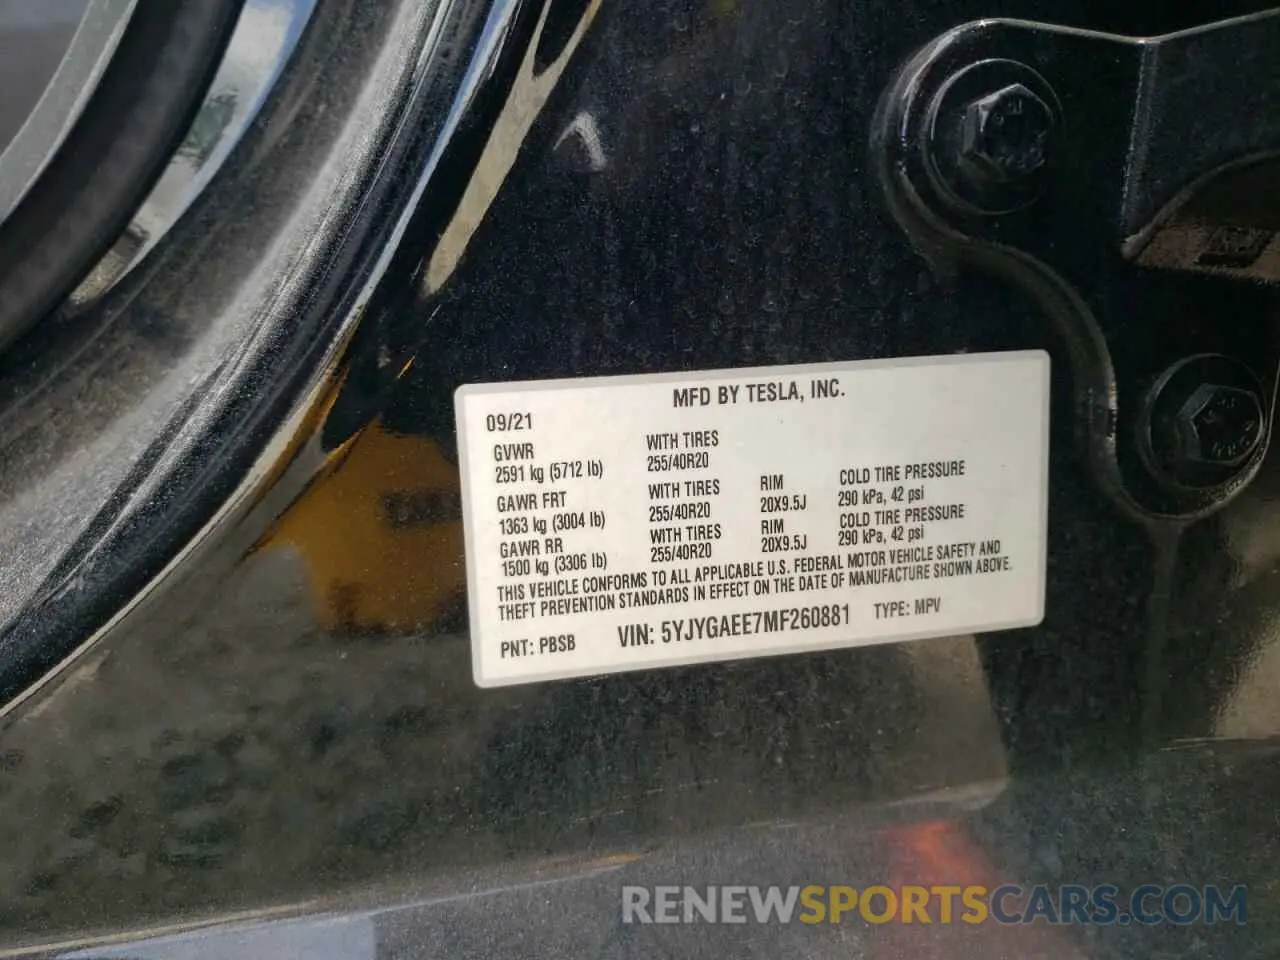 MFD BY TESLA, INC.
09/21
GVWR WITH TIRES
2591 kg (5712 lb) 255/40R20
GAWR FRT WITH TIRES RIM COLD TIRE PRESSURE
1363 kg (3004 lb) 255/40R20 20X9.5J 290 kPa, 42 psi
GAWR RR WITH TIRES RIM COLD TIRE PRESSURE
1500 kg (3306 lb) 255/40R20 20X9.5J 290 kPa, 42 psi
THIS VEHICLE CONFORMS TO ALL APPLICABLE U.S. FEDERAL MOTOR VEHICLE SAFETY AND
THEFT PREVENTION STANDARDS IN EFFECT ON THE DATE OF MANUFACTURE SHOWN ABOVE.
PNT: PBSB VIN: 5YJYGAEE7MF260881 TYPE: MPV
RENEWSPORTSCARS.COM